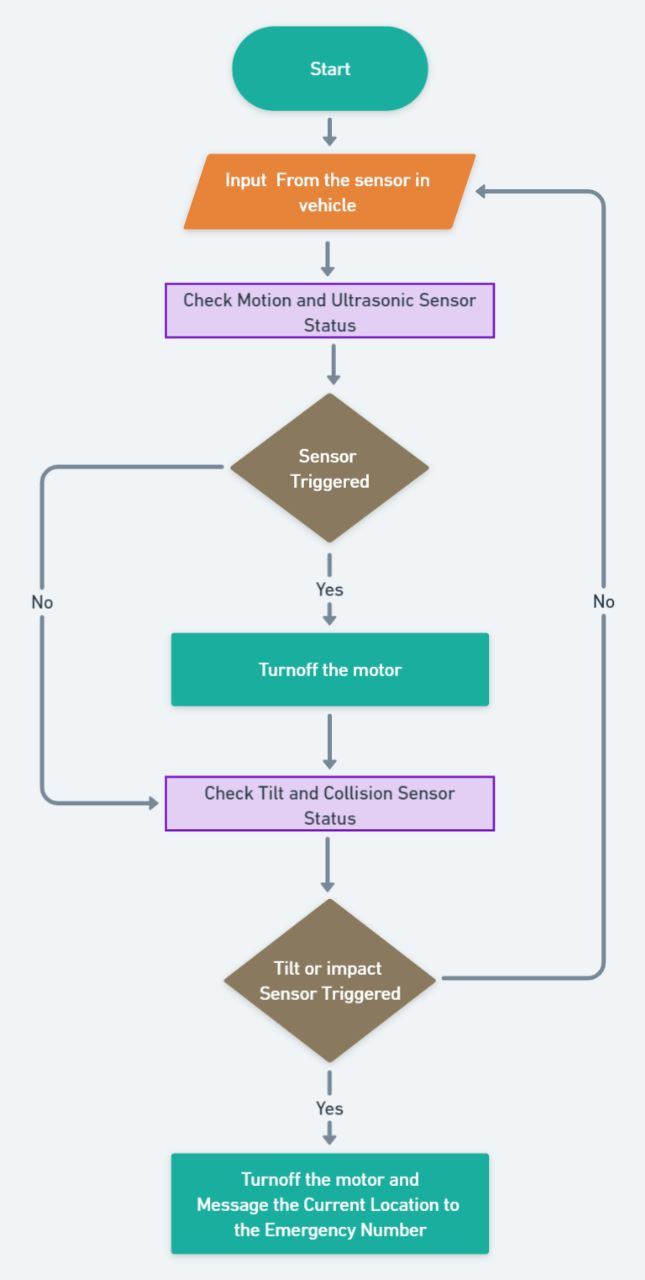 Start
Input From the sensor in
vehicle
Check Motion and Ultrasonic Sensor
Status
Sensor
Triggered
Yes
No
No
Turnoff the motor
Check Tilt and Collision Sensor
Status
Tilt or impact
Sensor Triggered
Yes
Turnoff the motor and
Message the Current Location to
the Emergency Number